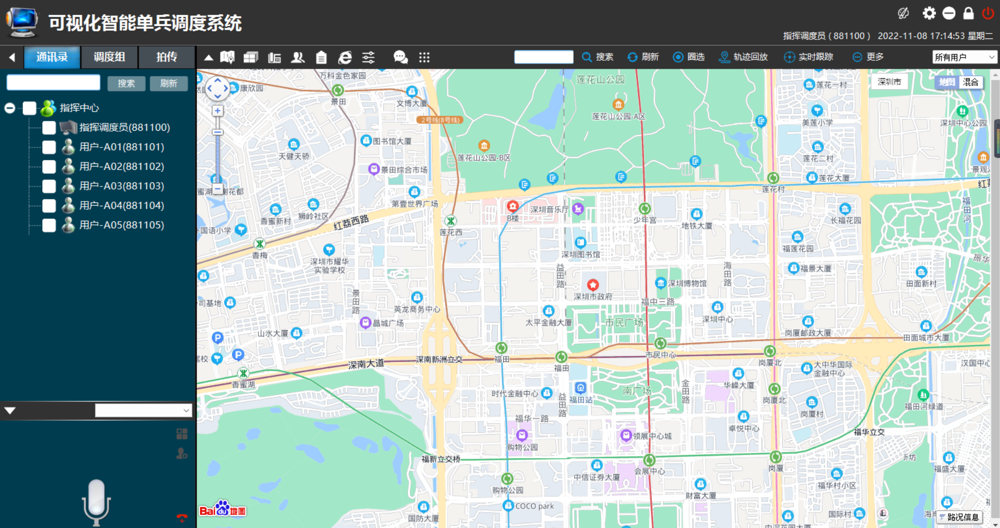 可视化智能单兵调度系统
指挥调度员 ( 881100 ) 2022-11-08 17:14:53 星期二
通讯录 调度组 拍传
搜索 刷新 圈选 轨迹回放 实时跟踪 更多 所有用户
搜索 刷新
指挥中心
指挥调度员(881100)
用户-A01(881101)
用户-A02(881102)
用户-A03(881103)
用户-A04(881104)
用户-A05(881105)
万科金色家园
莲花山公园
深圳市
地图 混合
康欣园
景田
文博大厦
莲花一村
2号线(8号线)
莲花山公园-A区
美莲小学
深圳中心公园
图书馆大厦
天健天骄
莲花山公园-B区
莲花二村
景田综合市场
莲花大厦
莲花村
第壹世界广场
福田河
香蜜新村
狮岭社区
红荔西路
B楼
深圳音乐厅
少年宫
地铁大厦
长福花园
莲花西
香梅
深圳市耀华
实验学校
深圳图书馆
福莲花园
益田路
海田路
福景大厦
田面新村
深圳博物馆
深圳市政府
福中三路
景田路
英龙商务中心
晶城广场
太平金融大厦
市民广场
深圳中心
山水大厦
岗厦邮政大厦
田面城市大厦
深南大道
深南新洲立交
福田
福田
市民中心
岗厦北
大中华国际
金融中心
汉国中心
香蜜湖
时代金融中心
益田路
福田站
南广场
金田路
华嵘大厦
岗厦北
岗厦村
福田河绿道
福华一路
卓悦中心
福华立交
购物公园
领展中心城
福新立交桥
会展中心
岗厦
新坊
福盛大厦
中信证券大厦
购物公园
福华村小区
财富大厦
COCO park
国防大厦
国际村
路况信息
Bai du 地图